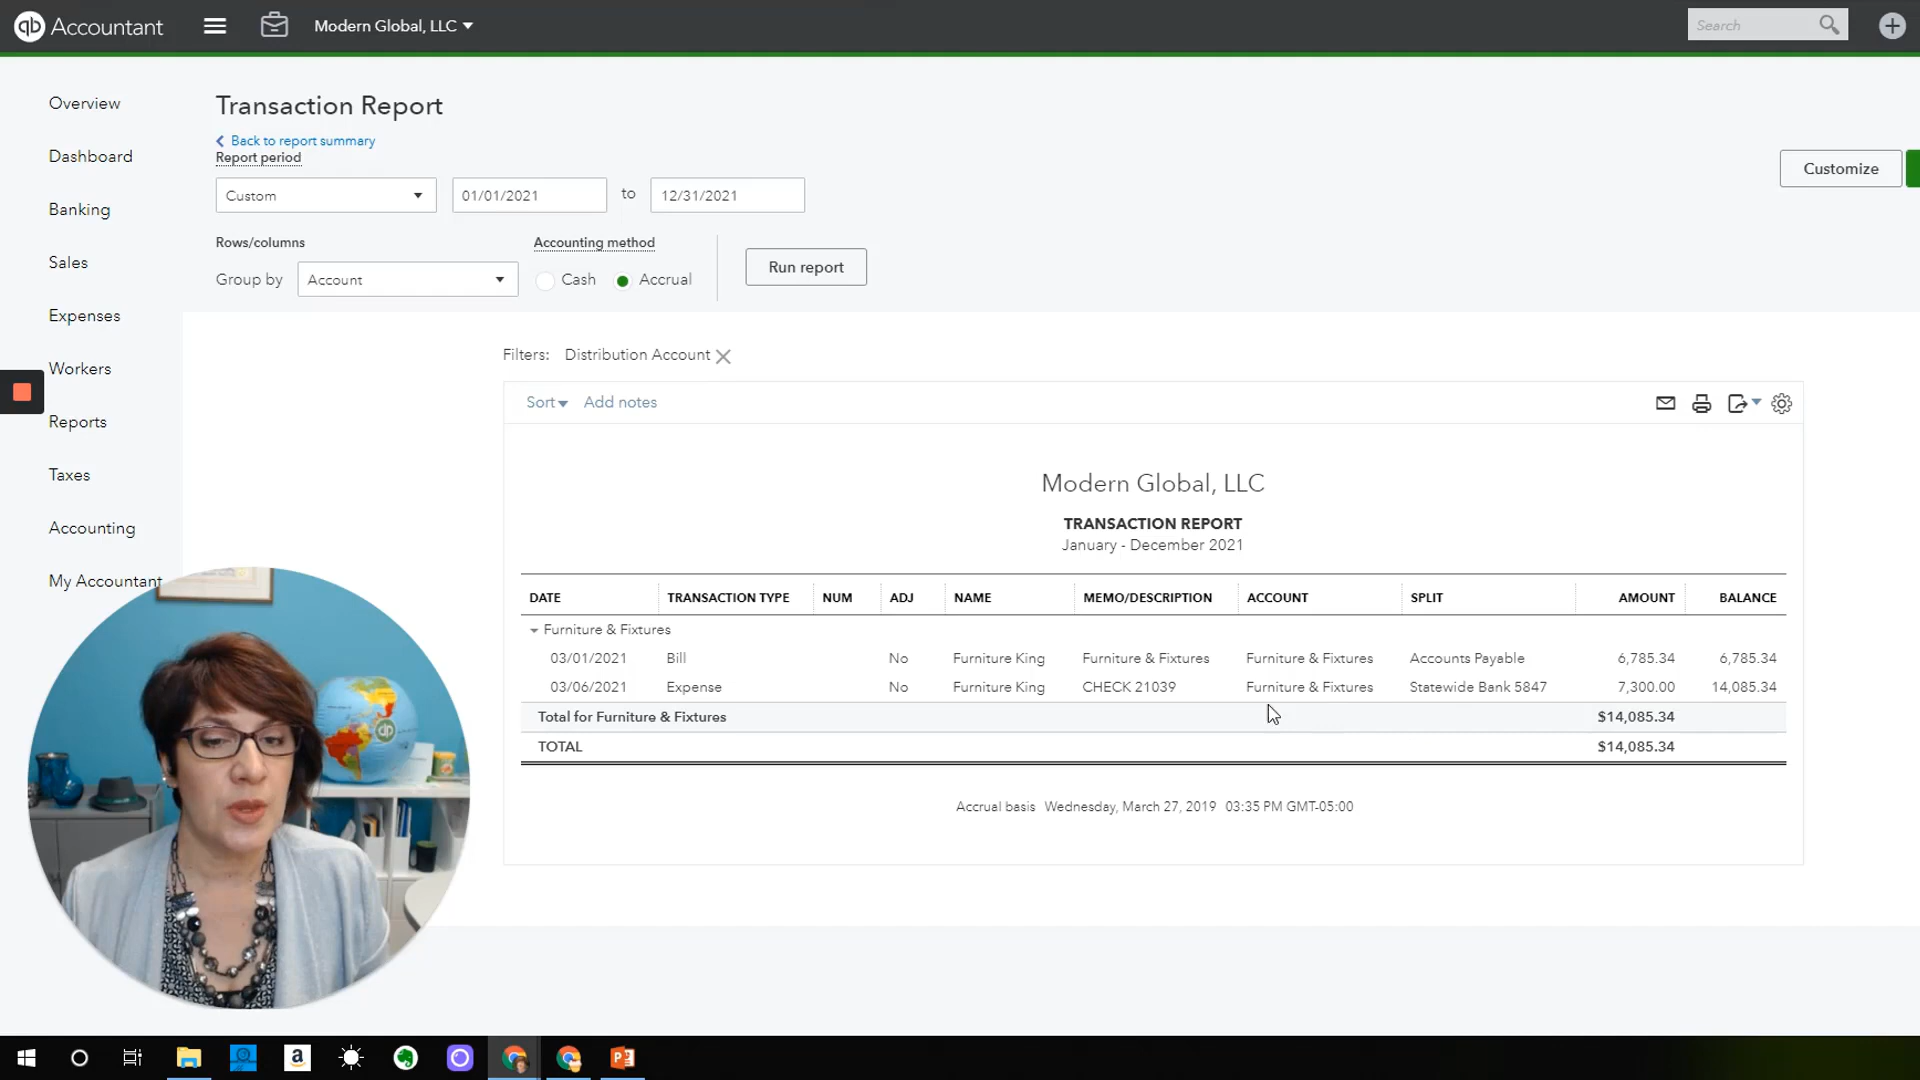 qb Accountant
Modern Global, LLC
Search
Overview
Dashboard
Banking
Sales
Expenses
Workers
Reports
Taxes
Accounting
My Accountant
Transaction Report
Back to report summary
Report period
Custom 01/01/2021 to 12/31/2021
Customize
Rows/columns Accounting method
Group by Account Cash Accrual
Run report
Filters: Distribution Account
Sort Add notes
Modern Global, LLC
TRANSACTION REPORT
January - December 2021
DATE TRANSACTION TYPE NUM ADJ NAME MEMO/DESCRIPTION ACCOUNT SPLIT AMOUNT BALANCE
Furniture & Fixtures
03/01/2021 Bill No Furniture King Furniture & Fixtures Furniture & Fixtures Accounts Payable 6,785.34 6,785.34
03/06/2021 Expense No Furniture King CHECK 21039 Furniture & Fixtures Statewide Bank 5847 7,300.00 14,085.34
Total for Furniture & Fixtures $14,085.34
TOTAL $14,085.34
Accrual basis Wednesday, March 27, 2019 03:35 PM GMT-05:00
qb
a
P